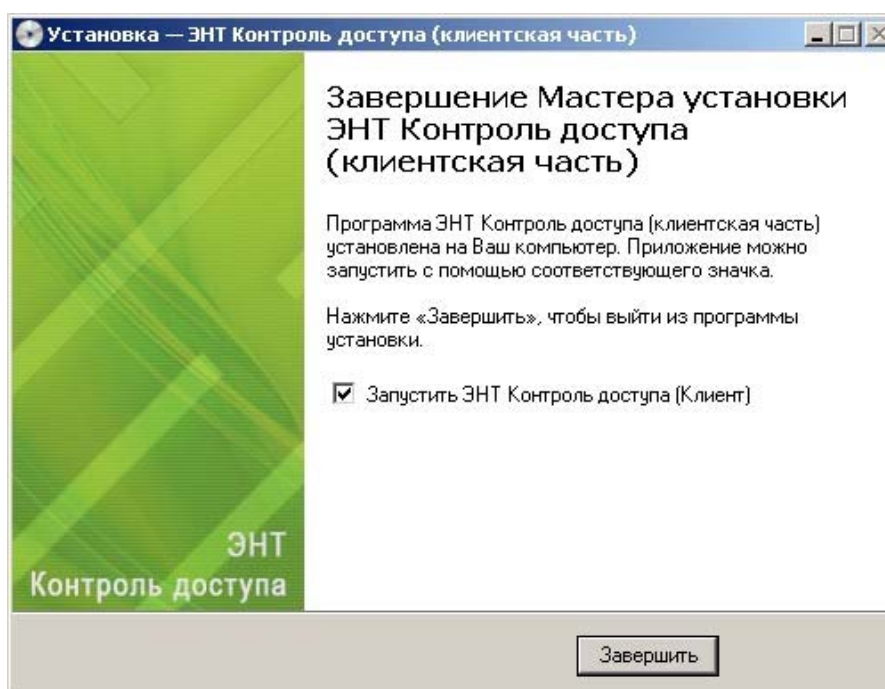 Установка — ЭНТ Контроль доступа (клиентская часть)
Завершение Мастера установки
ЭНТ Контроль доступа
(клиентская часть)
Программа ЭНТ Контроль доступа (клиентская часть)
установлена на Ваш компьютер. Приложение можно
запустить с помощью соответствующего значка.
Нажмите «Завершить», чтобы выйти из программы
установки.
Запустить ЭНТ Контроль доступа (Клиент)
ЭНТ
Контроль доступа
Завершить